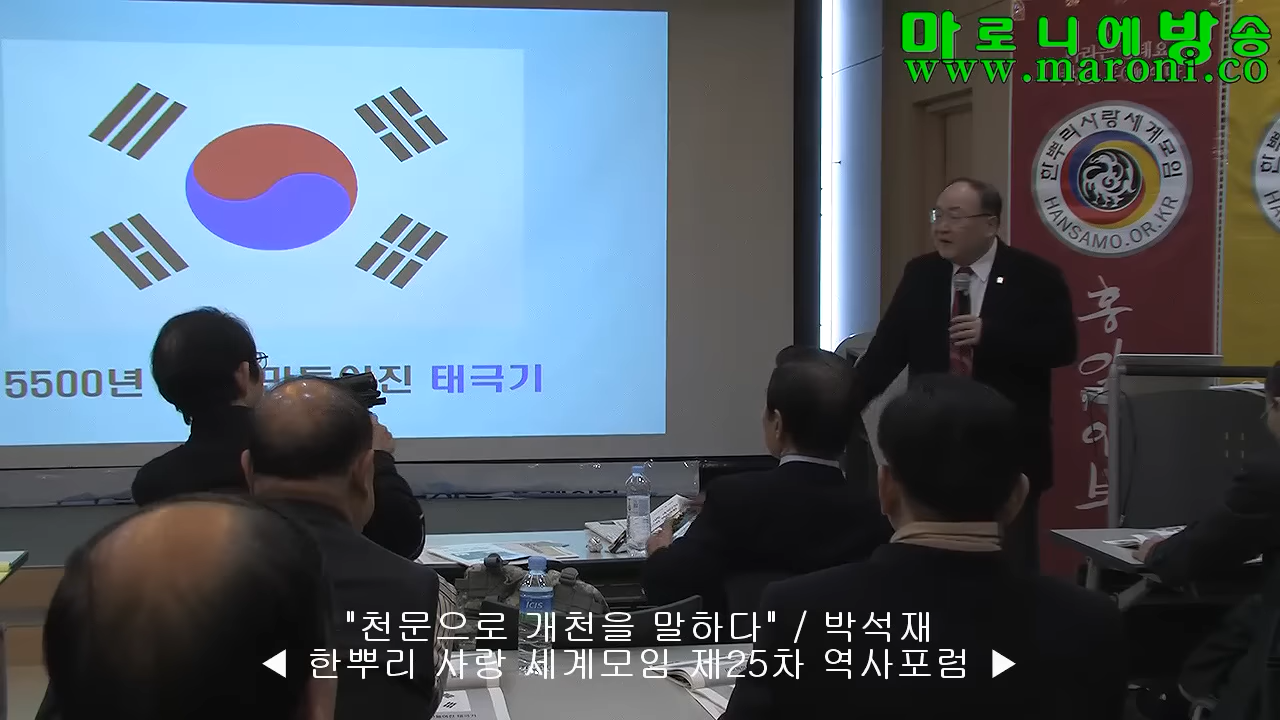 마로니에방송
www.maroni.co
한뿌리사랑세계모임
HANSAMO.OR.KR
홍익
5500년
태극기
ICIS
"천문으로 개천을 말하다" / 박석재
◀ 한뿌리 사랑 세계모임 제25차 역사포럼 ▶